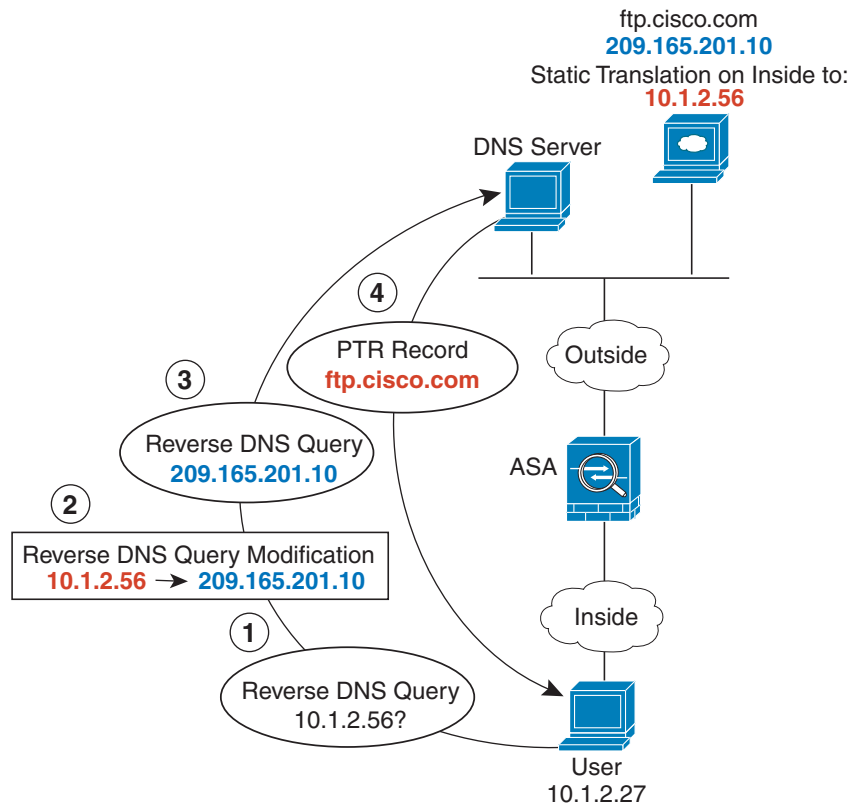 ftp.cisco.com
209.165.201.10
Static Translation on Inside to:
10.1.2.56
DNS Server
4
PTR Record
ftp.cisco.com
Outside
3
Reverse DNS Query
209.165.201.10
ASA
2
Reverse DNS Query Modification
10.1.2.56 → 209.165.201.10
1
Inside
Reverse DNS Query
10.1.2.56?
User
10.1.2.27